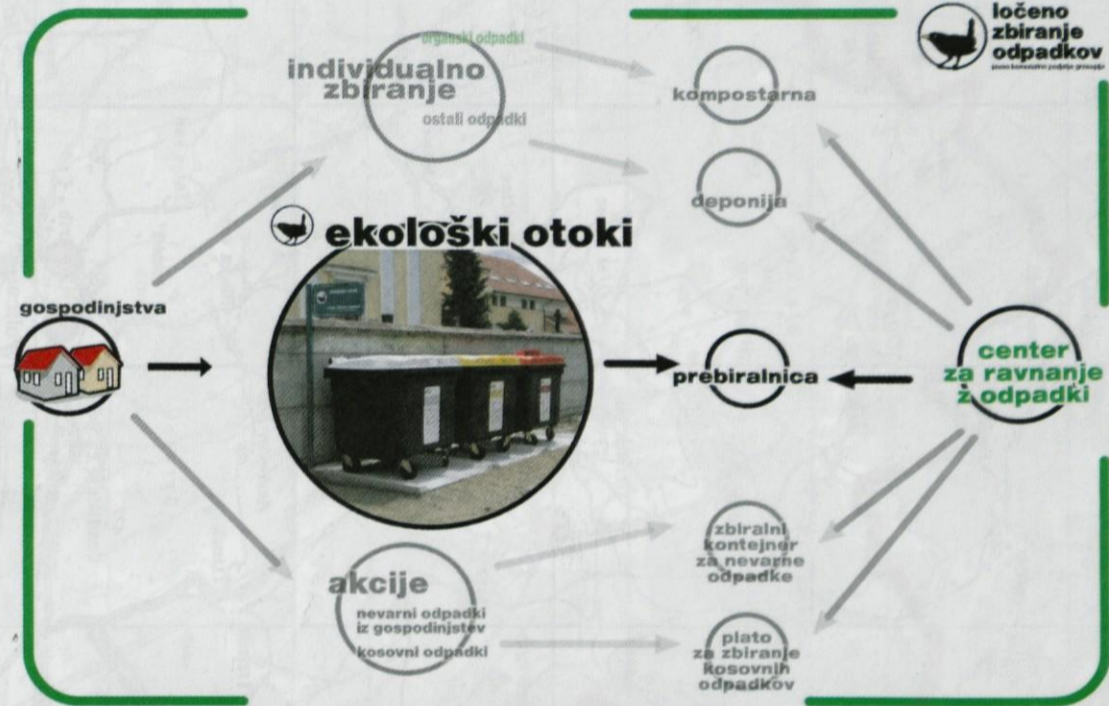 ločeno
zbiranje
odpadkov
organski odpadki
individualno
zbiranje
ostali odpadki
kompostarna
deponija
ekološki otoki
gospodinjstva
prebiralnica
center
za ravnanje
z odpadki
akcije
nevarni odpadki
iz gospodinjstev
kosovni odpadki
zbiralni
kontejner
za nevarne
odpadke
plato
za zbiranje
kosovnih
odpadkov